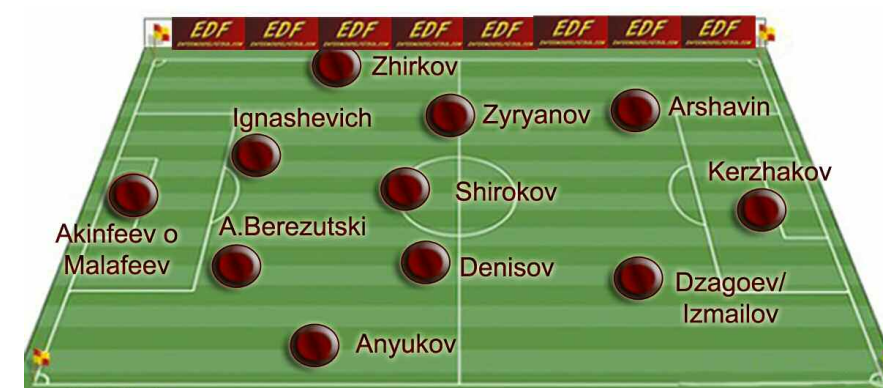 EDF EDF EDF EDF EDF EDF EDF EDF
Zhirkov
Ignashevich
Zyryanov
Arshavin
Kerzhakov
Shirokov
Akinfeev o
Malafeev
A.Berezutski
Denisov
Dzagoev/
Izmailov
Anyukov